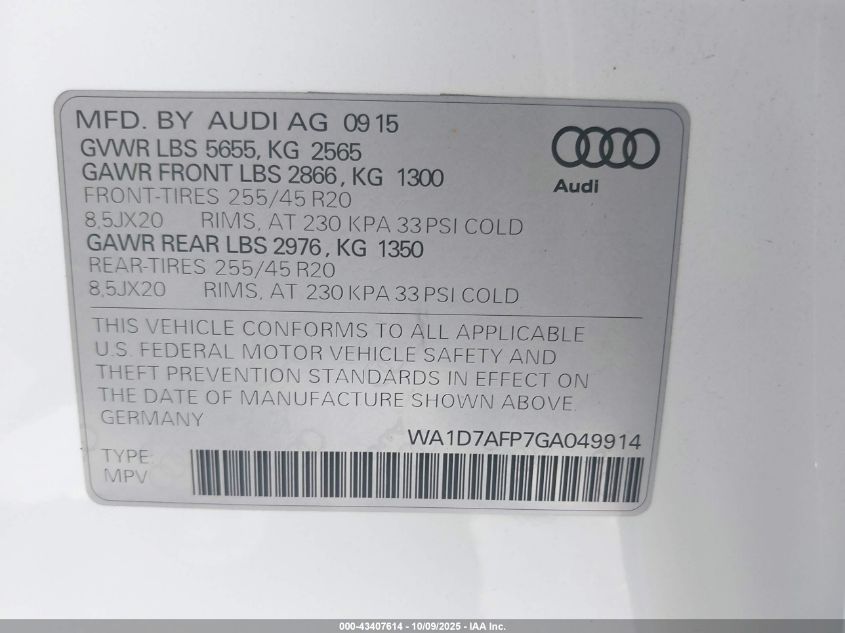 MFD. BY AUDI AG 09 15
GVWR LBS 5655, KG 2565
GAWR FRONT LBS 2866, KG 1300
FRONT-TIRES 255/45 R20
8,5JX20 RIMS, AT 230 KPA 33 PSI COLD
GAWR REAR LBS 2976, KG 1350
REAR-TIRES 255/45 R20
8,5JX20 RIMS, AT 230 KPA 33 PSI COLD
Audi
THIS VEHICLE CONFORMS TO ALL APPLICABLE
U.S. FEDERAL MOTOR VEHICLE SAFETY AND
THEFT PREVENTION STANDARDS IN EFFECT ON
THE DATE OF MANUFACTURE SHOWN ABOVE.
GERMANY
WA1D7AFP7GA049914
TYPE:
MPV
000-43407614 - 10/09/2025 - IAA Inc.